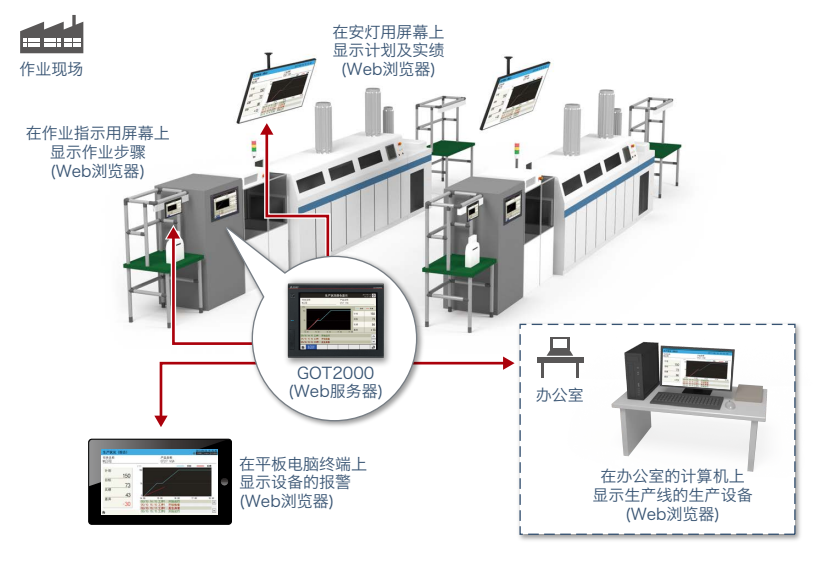 作业现场
在安灯用屏幕上
显示计划及实绩
(Web浏览器)
在作业指示用屏幕上
显示作业步骤
(Web浏览器)
GOT2000
(Web服务器)
办公室
在平板电脑终端上
显示设备的报警
(Web浏览器)
150
73
43
-30
在办公室的计算机上
显示生产线的生产设备
(Web浏览器)